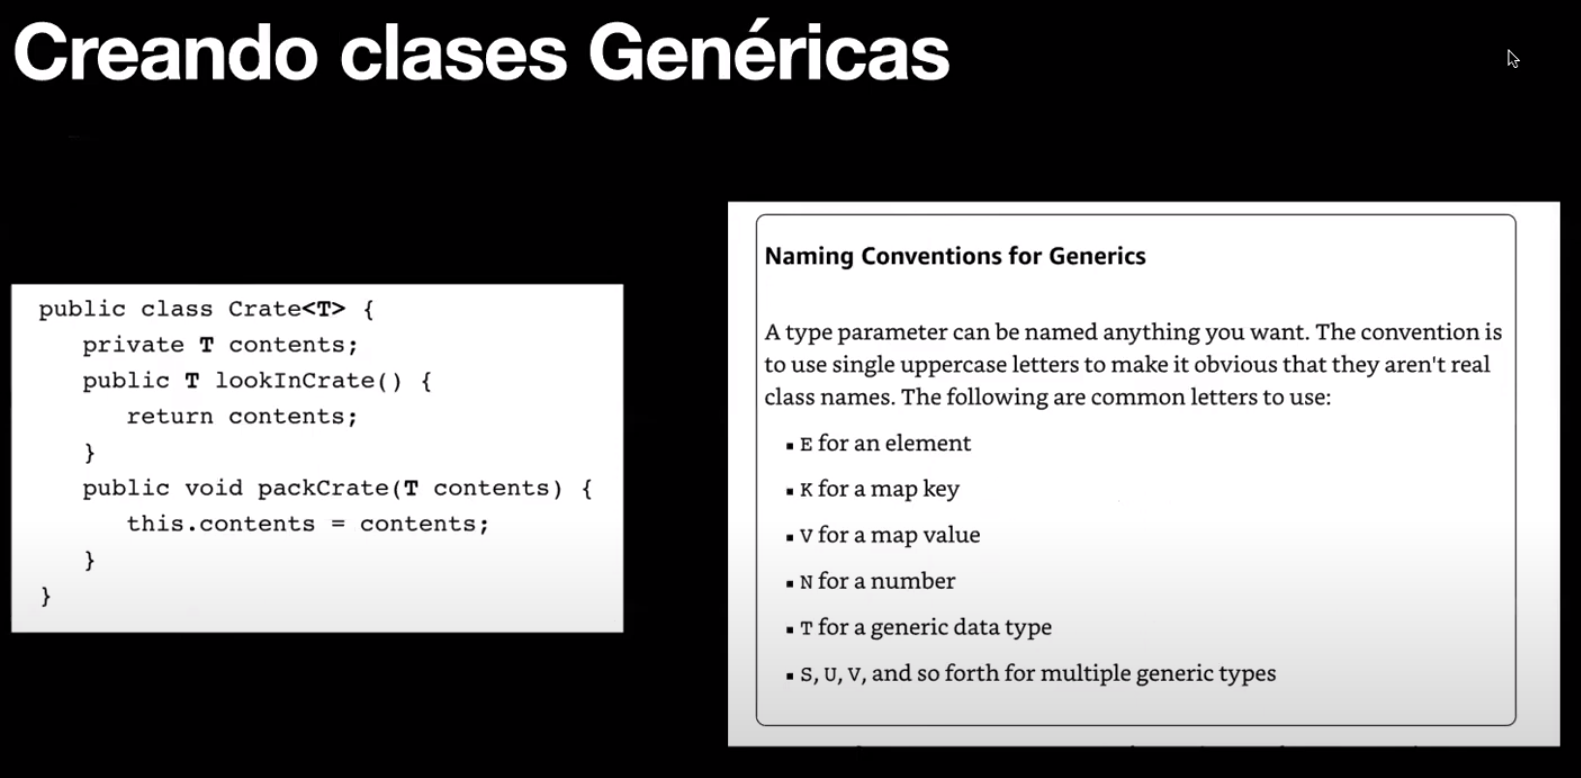 Creando clases Genéricas
public class Crate<T> {
private T contents;
public T lookInCrate() {
return contents;
}
public void packCrate(T contents) {
this.contents = contents;
}
}
Naming Conventions for Generics
A type parameter can be named anything you want. The convention is
to use single uppercase letters to make it obvious that they aren't real
class names. The following are common letters to use:
▪ E for an element
▪ K for a map key
▪ V for a map value
▪ N for a number
▪ T for a generic data type
▪ S, U, V, and so forth for multiple generic types